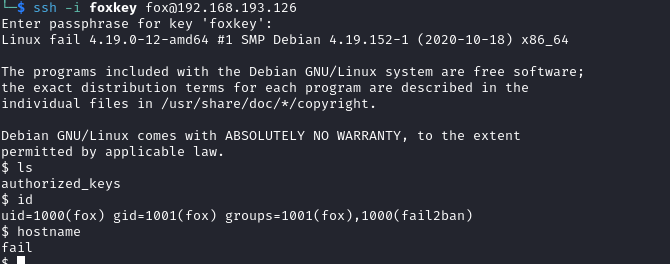 └─$ ssh -i foxkey fox@192.168.193.126
Enter passphrase for key 'foxkey':
Linux fail 4.19.0-12-amd64 #1 SMP Debian 4.19.152-1 (2020-10-18) x86_64
The programs included with the Debian GNU/Linux system are free software;
the exact distribution terms for each program are described in the
individual files in /usr/share/doc/*/copyright.
Debian GNU/Linux comes with ABSOLUTELY NO WARRANTY, to the extent
permitted by applicable law.
$ ls
authorized_keys
$ id
uid=1000(fox) gid=1001(fox) groups=1001(fox),1000(fail2ban)
$ hostname
fail
$